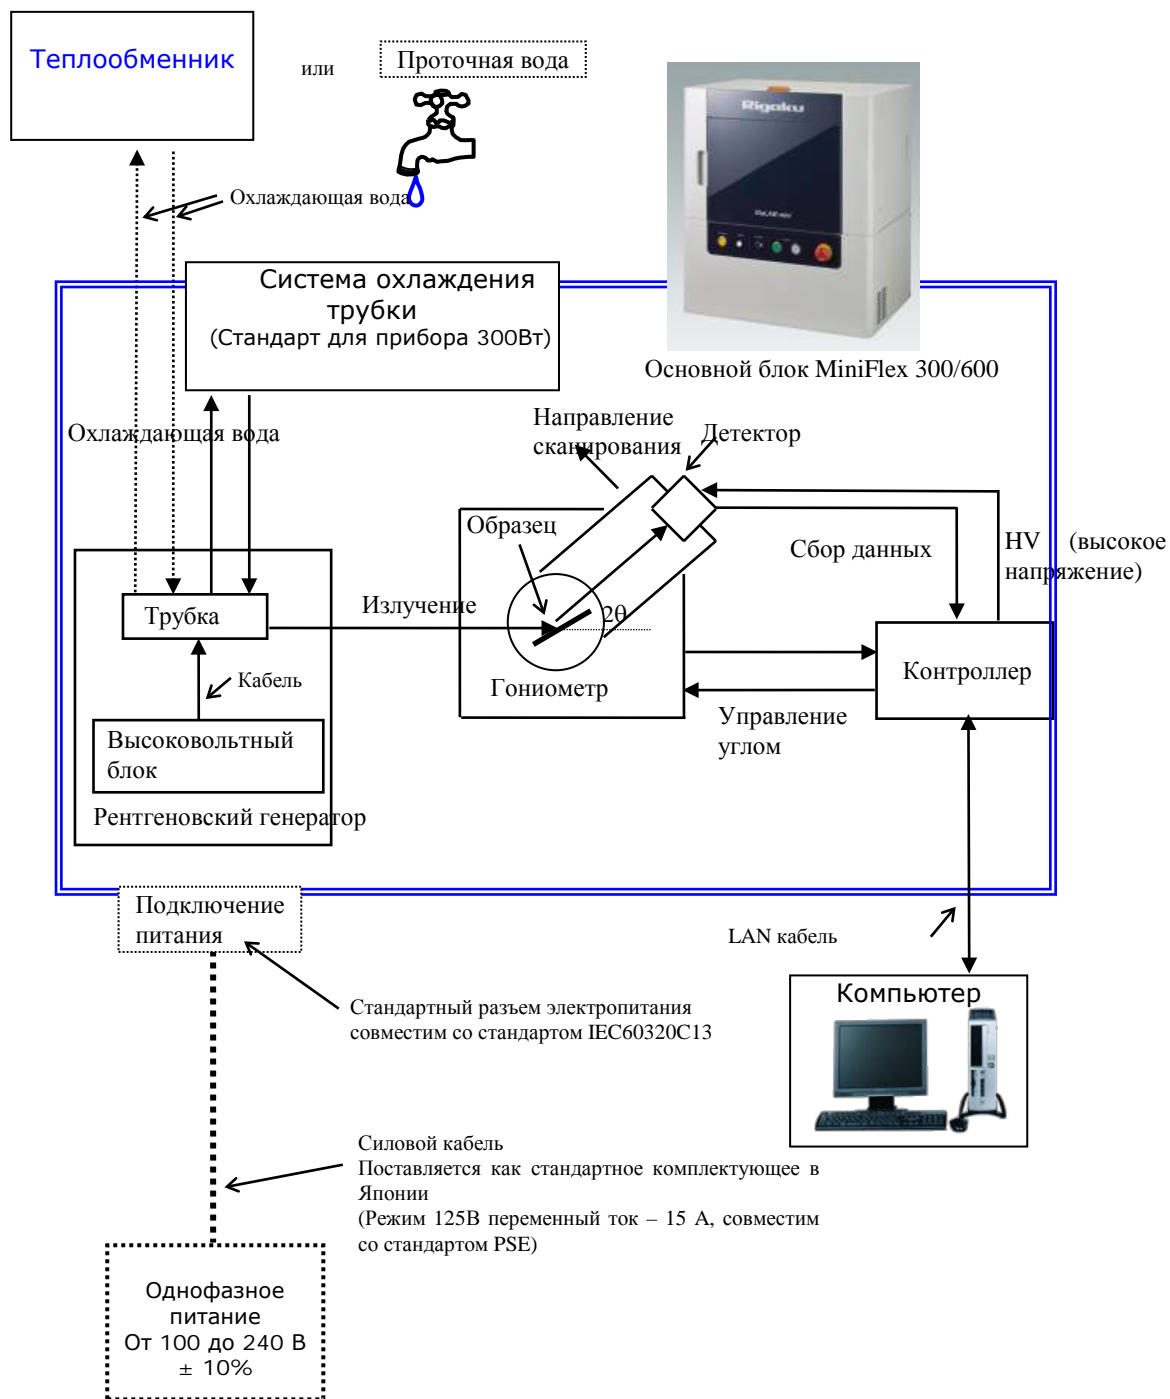 Теплообменник
или
Проточная вода
Rigaku
Охлаждающая вода
Система охлаждения
трубки
(Стандарт для прибора 300Вт)
Основной блок MiniFlex 300/600
Направление
сканирования
Детектор
Охлаждающая вода
Образец
Сбор данных
HV (высокое
напряжение)
Трубка
Излучение
2θ
Контроллер
Кабель
Гониометр
Управление
углом
Высоковольтный
блок
Рентгеновский генератор
Подключение
питания
LAN кабель
Стандартный разъем электропитания
совместим со стандартом IEC60320C13
Компьютер
Силовой кабель
Поставляется как стандартное комплектующее в
Японии
(Режим 125В переменный ток – 15 А, совместим
со стандартом PSE)
Однофазное
питание
От 100 до 240 В
± 10%